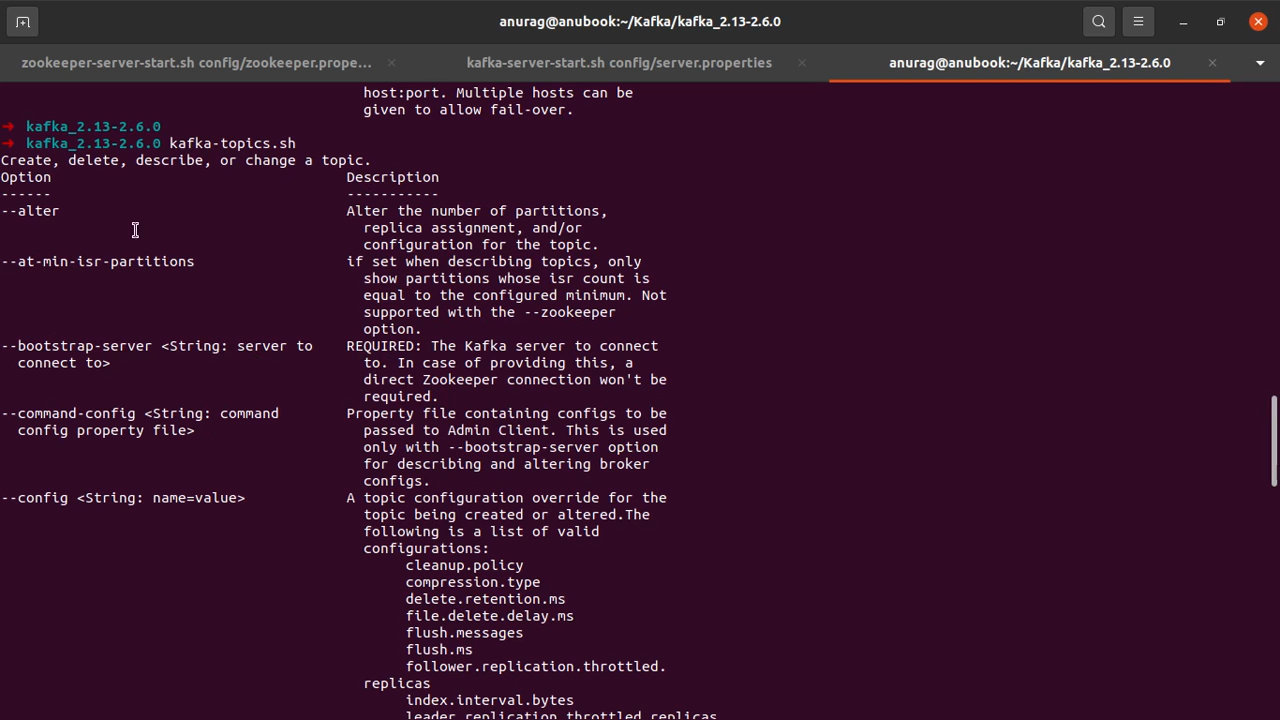 anurag@anubook:~/Kafka/kafka_2.13-2.6.0
zookeeper-server-start.sh config/zookeeper.prope... kafka-server-start.sh config/server.properties anurag@anubook:~/Kafka/kafka_2.13-2.6.0
host:port. Multiple hosts can be
given to allow fail-over.
➜ kafka_2.13-2.6.0
➜ kafka_2.13-2.6.0 kafka-topics.sh
Create, delete, describe, or change a topic.
Option Description
------ -----------
--alter Alter the number of partitions,
replica assignment, and/or
configuration for the topic.
--at-min-isr-partitions if set when describing topics, only
show partitions whose isr count is
equal to the configured minimum. Not
supported with the --zookeeper
option.
--bootstrap-server <String: server to REQUIRED: The Kafka server to connect
connect to> to. In case of providing this, a
direct Zookeeper connection won't be
required.
--command-config <String: command Property file containing configs to be
config property file> passed to Admin Client. This is used
only with --bootstrap-server option
for describing and altering broker
configs.
--config <String: name=value> A topic configuration override for the
topic being created or altered.The
following is a list of valid
configurations:
cleanup.policy
compression.type
delete.retention.ms
file.delete.delay.ms
flush.messages
flush.ms
follower.replication.throttled.
replicas
index.interval.bytes
leader.replication.throttled.replicas